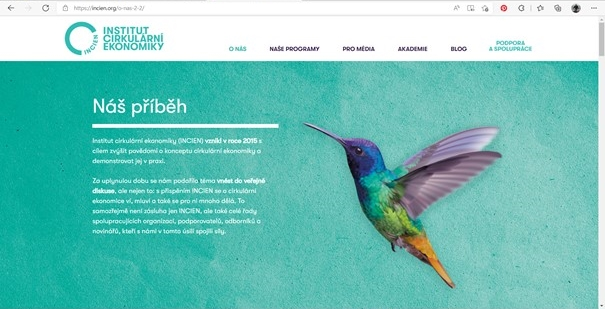 https://incien.org/o-nas-2-2/
INSTITUT
CIRKULÁRNÍ
EKONOMIKY
INCIEN
O NÁS
NAŠE PROGRAMY
PRO MÉDIA
AKADEMIE
BLOG
PODPORA
A SPOLUPRÁCE
Náš příběh
Institut cirkulární ekonomiky (INCIEN) vznikl v roce 2015 s
cílem zvýšit povědomí o konceptu cirkulární ekonomiky a
demonstrovat jej v praxi.
Za uplynulou dobu se nám podařilo téma vnést do veřejné
diskuse, ale nejen to: s přispěním INCIEN se o cirkulární
ekonomice ví, mluví a také se pro ni mnoho dělá. To
samozřejmě není zásluha jen INCIEN, ale také celé řady
spolupracujících organizací, podporovatelů, odborníků a
novinářů, kteří s námi v tomto úsilí spojili síly.